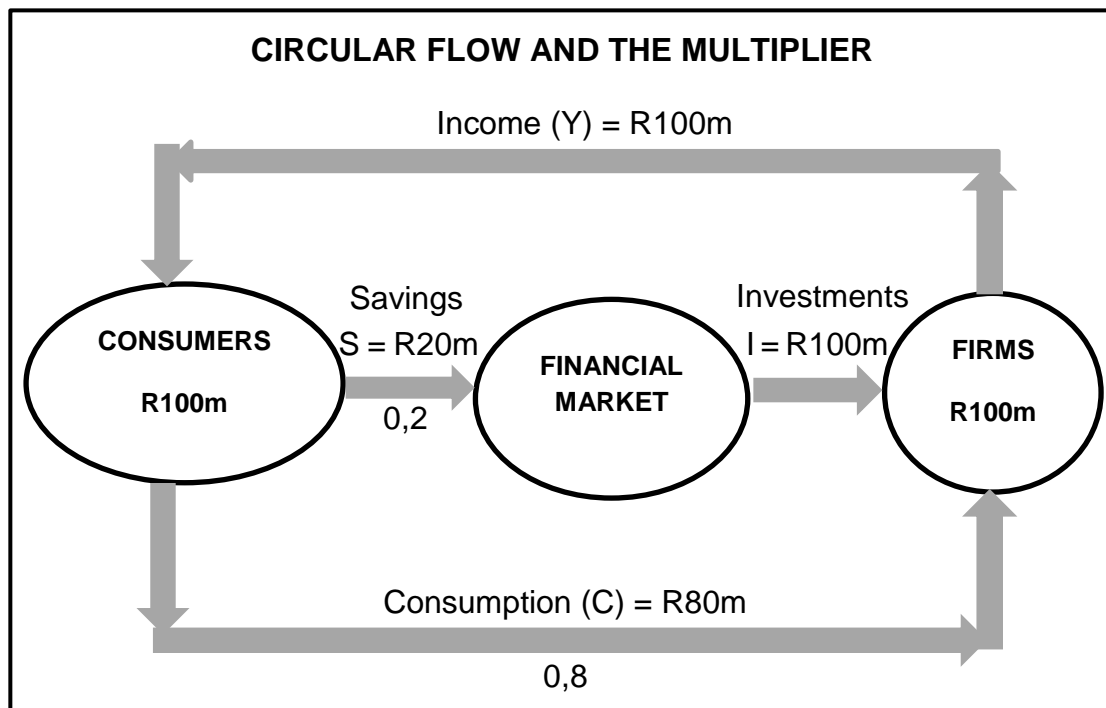 CIRCULAR FLOW AND THE MULTIPLIER
Income (Y) = R100m
CONSUMERS
R100m
Savings
S = R20m
0,2
FINANCIAL
MARKET
Investments
I = R100m
FIRMS
R100m
Consumption (C) = R80m
0,8